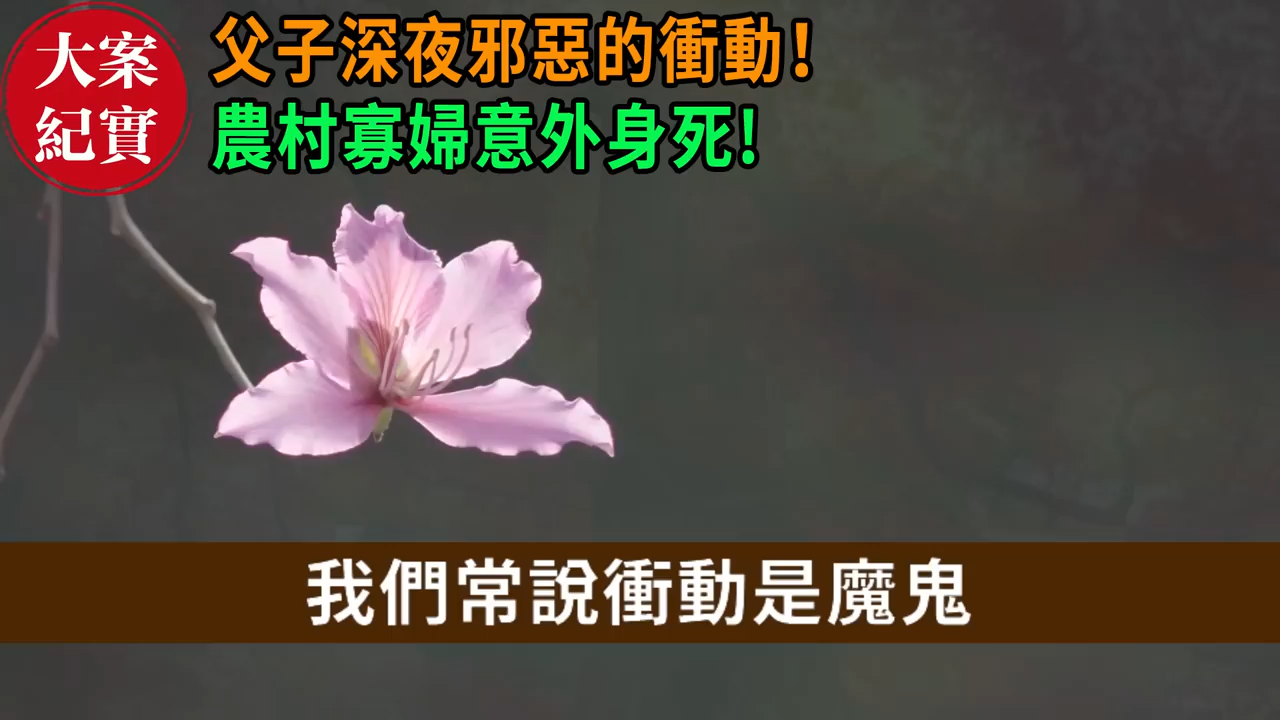 大案
紀實
父子深夜邪惡的衝動！
農村寡婦意外身死！
我們常說衝動是魔鬼